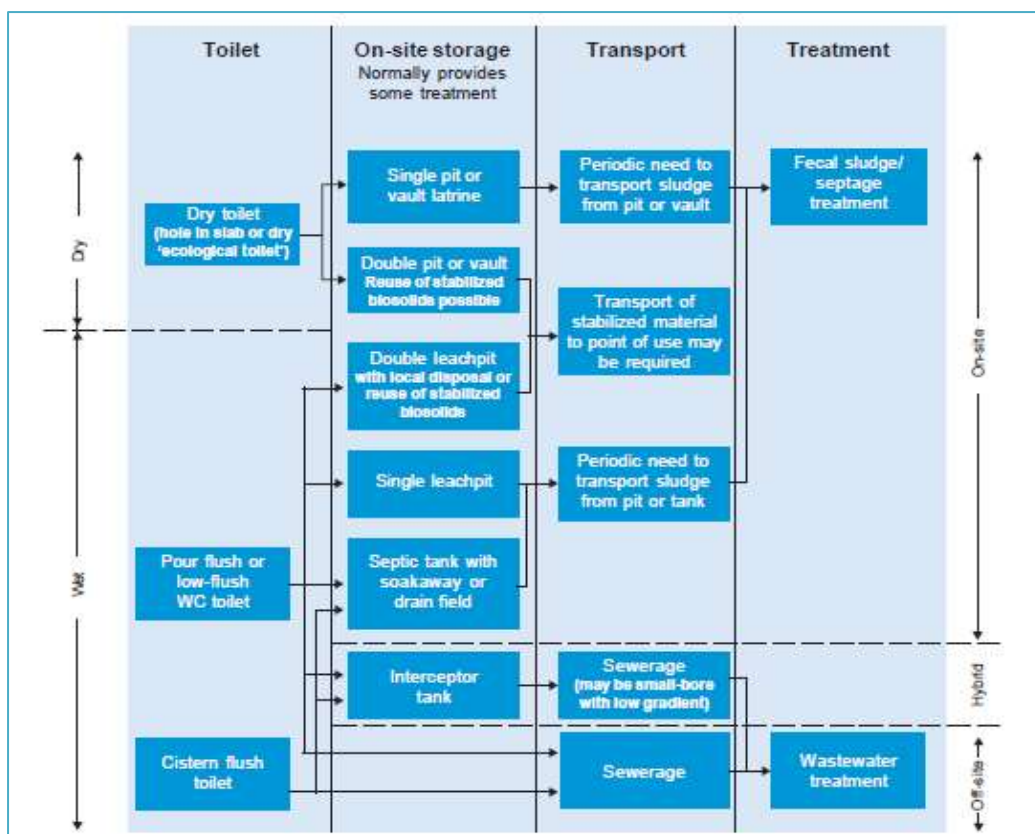 Toilet
On-site storage
Normally provides
some treatment
Transport
Treatment
Dry
Wet
Dry toilet
(hole in slab or dry
'ecological toilet')
Pour flush or
low-flush
WC toilet
Cistern flush
toilet
Single pit or
vault latrine
Double pit or vault
Reuse of stabilized
biosolids possible
Double leachpit
with local disposal or
reuse of stabilized
biosolids
Single leachpit
Septic tank with
soakaway or
drain field
Interceptor
tank
Periodic need to
transport sludge
from pit or vault
Transport of
stabilized material
to point of use may
be required
Periodic need to
transport sludge
from pit or tank
Sewerage
(may be small-bore
with low gradient)
Sewerage
Fecal sludge/
septage
treatment
Wastewater
treatment
On-site
Hybrid
Off-site